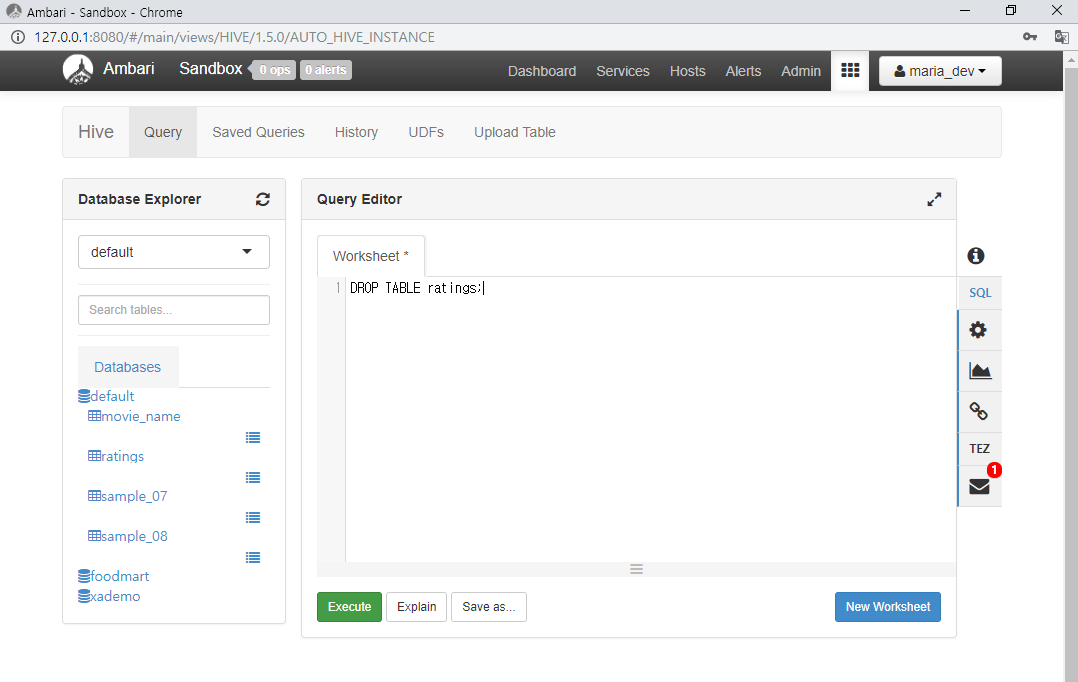 Ambari - Sandbox - Chrome
127.0.0.1:8080/#/main/views/HIVE/1.5.0/AUTO_HIVE_INSTANCE
Ambari Sandbox 0 ops 0 alerts Dashboard Services Hosts Alerts Admin maria_dev
Hive Query Saved Queries History UDFs Upload Table
Database Explorer
default
Search tables...
Databases
default
movie_name
ratings
sample_07
sample_08
foodmart
xademo
Query Editor
Worksheet *
1 DROP TABLE ratings;
Execute Explain Save as... New Worksheet
SQL
TEZ
1